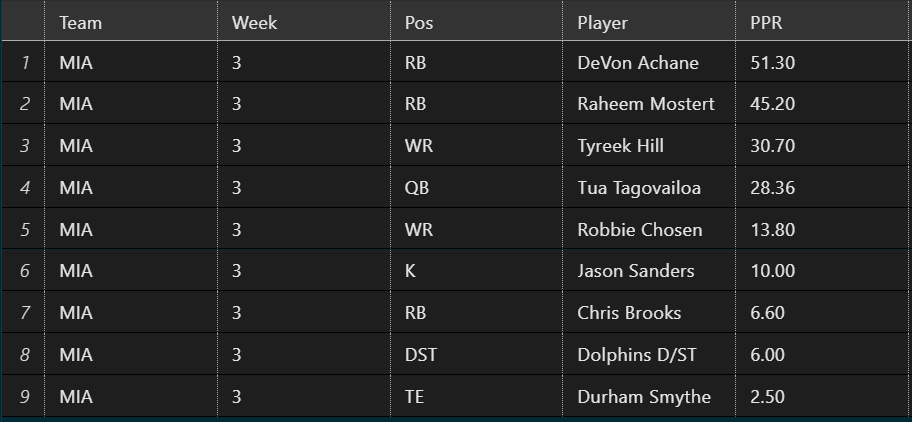 Team Week Pos Player PPR
1 MIA 3 RB DeVon Achane 51.30
2 MIA 3 RB Raheem Mostert 45.20
3 MIA 3 WR Tyreek Hill 30.70
4 MIA 3 QB Tua Tagovailoa 28.36
5 MIA 3 WR Robbie Chosen 13.80
6 MIA 3 K Jason Sanders 10.00
7 MIA 3 RB Chris Brooks 6.60
8 MIA 3 DST Dolphins D/ST 6.00
9 MIA 3 TE Durham Smythe 2.50